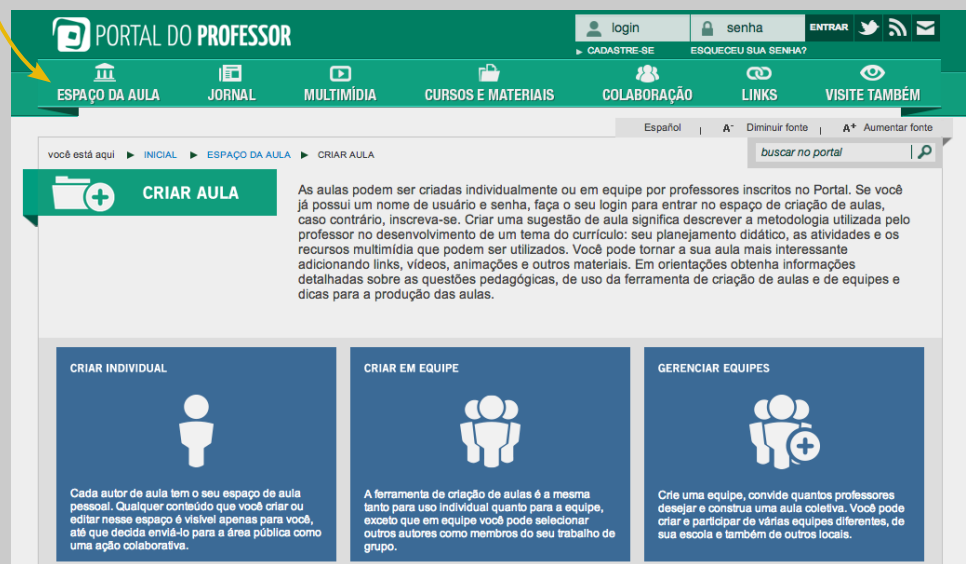 PORTAL DO PROFESSOR
login
senha
ENTRAR
CADASTRE-SE
ESQUECEU SUA SENHA?
ESPAÇO DA AULA
JORNAL
MULTIMÍDIA
CURSOS E MATERIAIS
COLABORAÇÃO
LINKS
VISITE TAMBÉM
Español | A- Diminuir fonte | A+ Aumentar fonte
você está aqui ► INICIAL ► ESPAÇO DA AULA ► CRIAR AULA
buscar no portal
CRIAR AULA
As aulas podem ser criadas individualmente ou em equipe por professores inscritos no Portal. Se você
já possui um nome de usuário e senha, faça o seu login para entrar no espaço de criação de aulas,
caso contrário, inscreva-se. Criar uma sugestão de aula significa descrever a metodologia utilizada pelo
professor no desenvolvimento de um tema do currículo: seu planejamento didático, as atividades e os
recursos multimídia que podem ser utilizados. Você pode tornar a sua aula mais interessante
adicionando links, vídeos, animações e outros materiais. Em orientações obtenha informações
detalhadas sobre as questões pedagógicas, de uso da ferramenta de criação de aulas e de equipes e
dicas para a produção das aulas.
CRIAR INDIVIDUAL
Cada autor de aula tem o seu espaço de aula
pessoal. Qualquer conteúdo que você criar ou
editar nesse espaço é visível apenas para você,
até que decida enviá-lo para a área pública como
uma ação colaborativa.
CRIAR EM EQUIPE
A ferramenta de criação de aulas é a mesma
tanto para uso individual quanto para a equipe,
exceto que em equipe você pode selecionar
outros autores como membros do seu trabalho de
grupo.
GERENCIAR EQUIPES
Crie uma equipe, convide quantos professores
desejar e construa uma aula coletiva. Você pode
criar e participar de várias equipes diferentes, de
sua escola e também de outros locais.